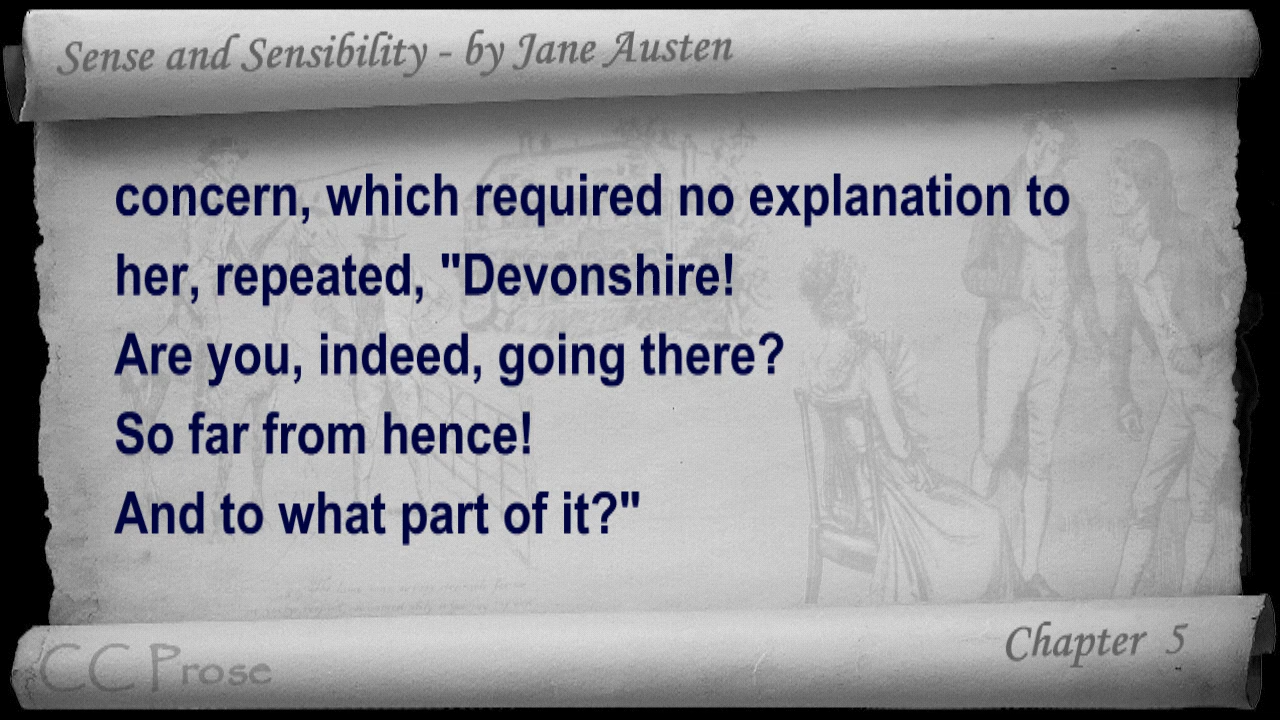 Sense and Sensibility - by Jane Austen
concern, which required no explanation to
her, repeated, "Devonshire!
Are you, indeed, going there?
So far from hence!
And to what part of it?"
Chapter 5
CC Prose